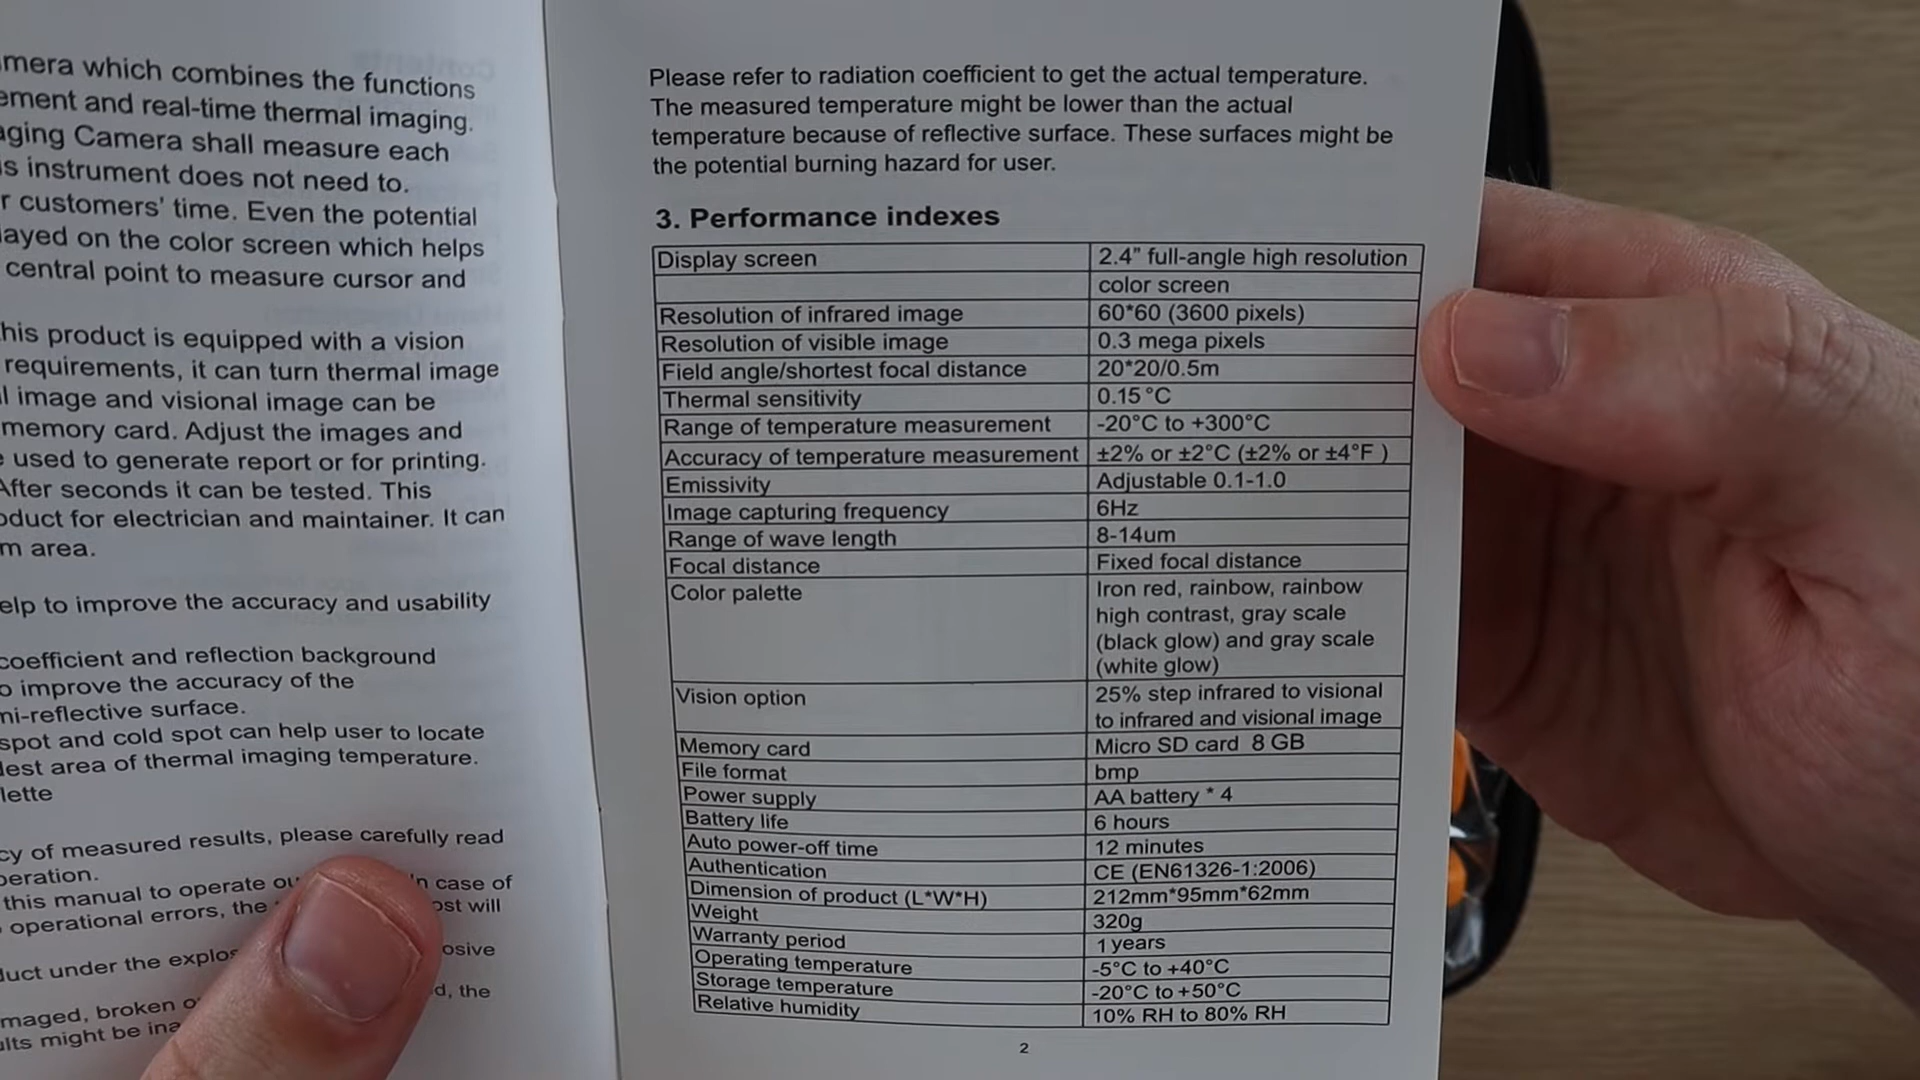 mera which combines the functions
ement and real-time thermal imaging.
aging Camera shall measure each
s instrument does not need to.
r customers' time. Even the potential
ayed on the color screen which helps
central point to measure cursor and
his product is equipped with a vision
requirements, it can turn thermal image
l image and visional image can be
memory card. Adjust the images and
e used to generate report or for printing.
After seconds it can be tested. This
oduct for electrician and maintainer. It can
m area.
elp to improve the accuracy and usability
coefficient and reflection background
o improve the accuracy of the
mi-reflective surface.
spot and cold spot can help user to locate
dest area of thermal imaging temperature.
lette
cy of measured results, please carefully read
peration.
this manual to operate ou n case of
operational errors, the ost will
duct under the explos osive
maged, broken o d, the
ults might be ina
Please refer to radiation coefficient to get the actual temperature.
The measured temperature might be lower than the actual
temperature because of reflective surface. These surfaces might be
the potential burning hazard for user.
3. Performance indexes
Display screen 2.4" full-angle high resolution
color screen
Resolution of infrared image 60*60 (3600 pixels)
Resolution of visible image 0.3 mega pixels
Field angle/shortest focal distance 20*20/0.5m
Thermal sensitivity 0.15°C
Range of temperature measurement -20°C to +300°C
Accuracy of temperature measurement ±2% or ±2°C (±2% or ±4°F )
Emissivity Adjustable 0.1-1.0
Image capturing frequency 6Hz
Range of wave length 8-14um
Focal distance Fixed focal distance
Color palette Iron red, rainbow, rainbow
high contrast, gray scale
(black glow) and gray scale
(white glow)
Vision option 25% step infrared to visional
to infrared and visional image
Memory card Micro SD card 8 GB
File format bmp
Power supply AA battery * 4
Battery life 6 hours
Auto power-off time 12 minutes
Authentication CE (EN61326-1:2006)
Dimension of product (L*W*H) 212mm*95mm*62mm
Weight 320g
Warranty period 1 years
Operating temperature -5°C to +40°C
Storage temperature -20°C to +50°C
Relative humidity 10% RH to 80% RH
2